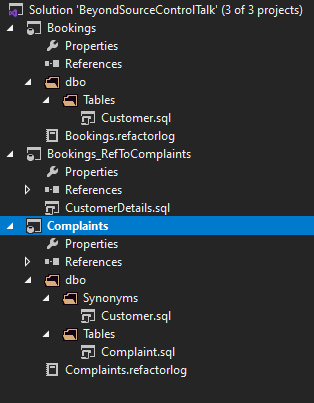 Solution 'BeyondSourceControlTalk' (3 of 3 projects)
Bookings
Properties
References
dbo
Tables
Customer.sql
Bookings.refactorlog
Bookings_RefToComplaints
Properties
References
CustomerDetails.sql
Complaints
Properties
References
dbo
Synonyms
Customer.sql
Tables
Complaint.sql
Complaints.refactorlog